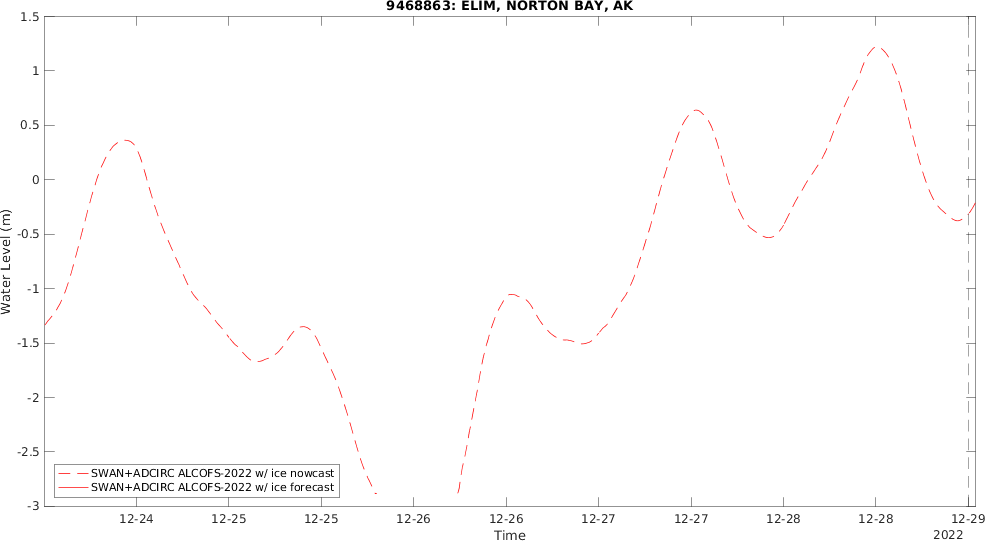 9468863: ELIM, NORTON BAY, AK
Water Level (m)
1.5
1
0.5
0
-0.5
-1
-1.5
-2
-2.5
-3
SWAN+ADCIRC ALCOFS-2022 w/ ice nowcast
SWAN+ADCIRC ALCOFS-2022 w/ ice forecast
12-24 12-25 12-25 12-26 12-26 12-27 12-27 12-28 12-28 12-29
Time
2022